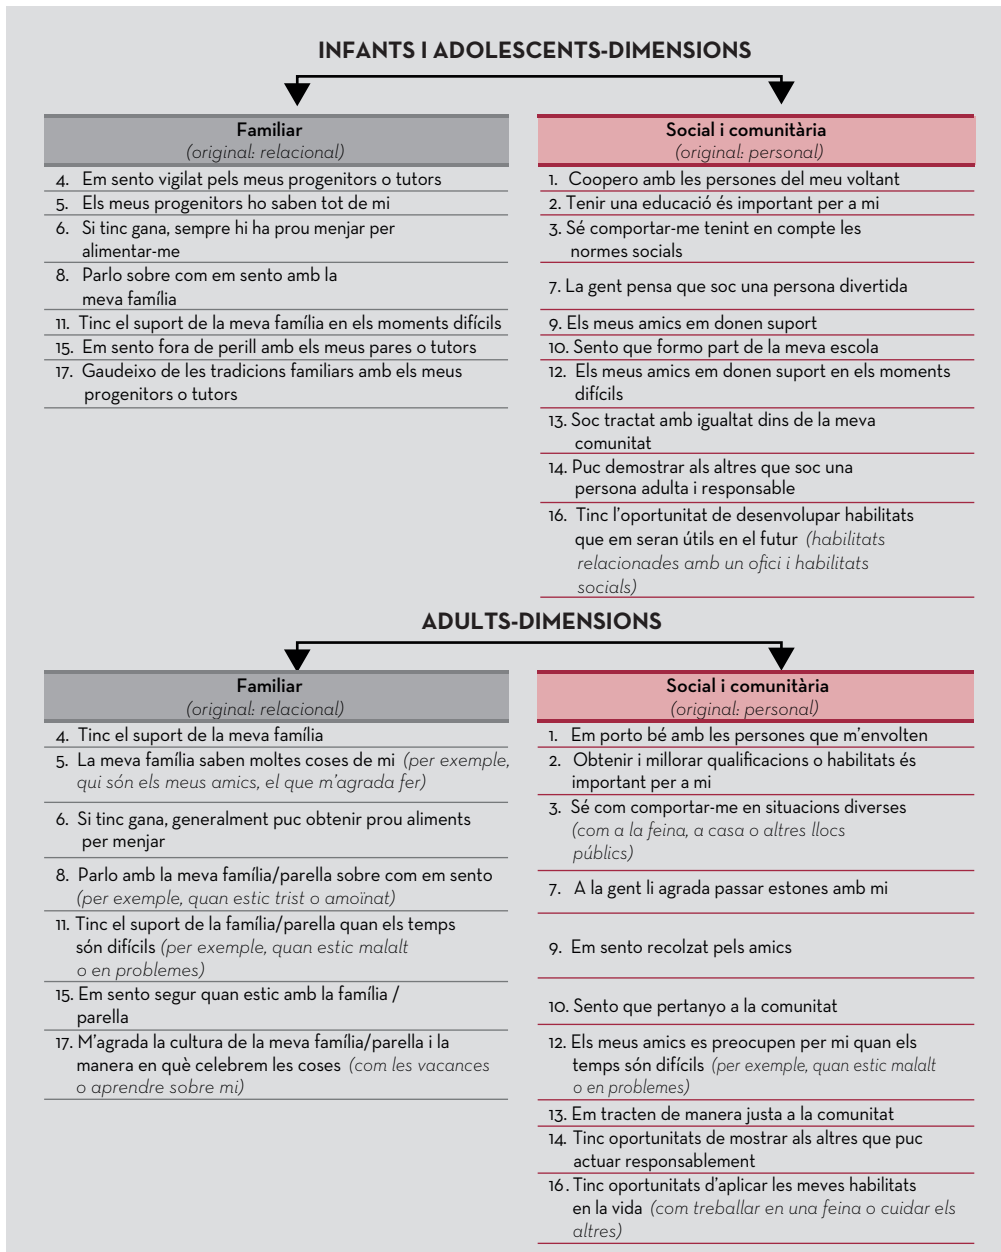 INFANTS I ADOLESCENTS-DIMENSIONS
Familiar
(original: relacional)
4. Em sento vigilat pels meus progenitors o tutors
5. Els meus progenitors ho saben tot de mi
6. Si tinc gana, sempre hi ha prou menjar per
alimentar-me
8. Parlo sobre com em sento amb la
meva família
11. Tinc el suport de la meva família en els moments difícils
15. Em sento fora de perill amb els meus pares o tutors
17. Gaudeixo de les tradicions familiars amb els meus
progenitors o tutors
Social i comunitària
(original: personal)
1. Coopero amb les persones del meu voltant
2. Tenir una educació és important per a mi
3. Sé comportar-me tenint en compte les
normes socials
7. La gent pensa que soc una persona divertida
9. Els meus amics em donen suport
10. Sento que formo part de la meva escola
12. Els meus amics em donen suport en els moments
difícils
13. Soc tractat amb igualtat dins de la meva
comunitat
14. Puc demostrar als altres que soc una
persona adulta i responsable
16. Tinc l'oportunitat de desenvolupar habilitats
que em seran útils en el futur (habilitats
relacionades amb un ofici i habilitats
socials)
ADULTS-DIMENSIONS
Familiar
(original: relacional)
4. Tinc el suport de la meva família
5. La meva família saben moltes coses de mi (per exemple,
qui són els meus amics, el que m'agrada fer)
6. Si tinc gana, generalment puc obtenir prou aliments
per menjar
8. Parlo amb la meva família/parella sobre com em sento
(per exemple, quan estic trist o amoïnat)
11. Tinc el suport de la família/parella quan els temps
són difícils (per exemple, quan estic malalt
o en problemes)
15. Em sento segur quan estic amb la família /
parella
17. M'agrada la cultura de la meva família/parella i la
manera en què celebrem les coses (com les vacances
o aprendre sobre mi)
Social i comunitària
(original: personal)
1. Em porto bé amb les persones que m'envolten
2. Obtenir i millorar qualificacions o habilitats és
important per a mi
3. Sé com comportar-me en situacions diverses
(com a la feina, a casa o altres llocs
públics)
7. A la gent li agrada passar estones amb mi
9. Em sento recolzat pels amics
10. Sento que pertanyo a la comunitat
12. Els meus amics es preocupen per mi quan els
temps són difícils (per exemple, quan estic malalt
o en problemes)
13. Em tracten de manera justa a la comunitat
14. Tinc oportunitats de mostrar als altres que puc
actuar responsablement
16. Tinc oportunitats d'aplicar les meves habilitats
en la vida (com treballar en una feina o cuidar els
altres)